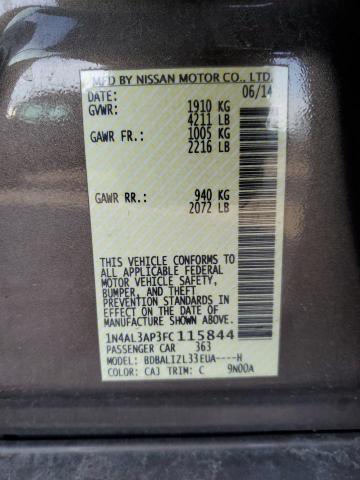 MFD BY NISSAN MOTOR CO., LTD.
DATE: 06/14
GVWR: 1910 KG
4211 LB
GAWR FR.: 1005 KG
2216 LB
GAWR RR.: 940 KG
2072 LB
THIS VEHICLE CONFORMS TO
ALL APPLICABLE FEDERAL
MOTOR VEHICLE SAFETY,
BUMPER, AND THEFT
PREVENTION STANDARDS IN
EFFECT ON THE DATE OF
MANUFACTURE SHOWN ABOVE.
1N4AL3AP3FC115844
PASSENGER CAR 363
MODEL: BDBALIZL33EUA----H
COLOR: CAJ TRIM: C 9N00A